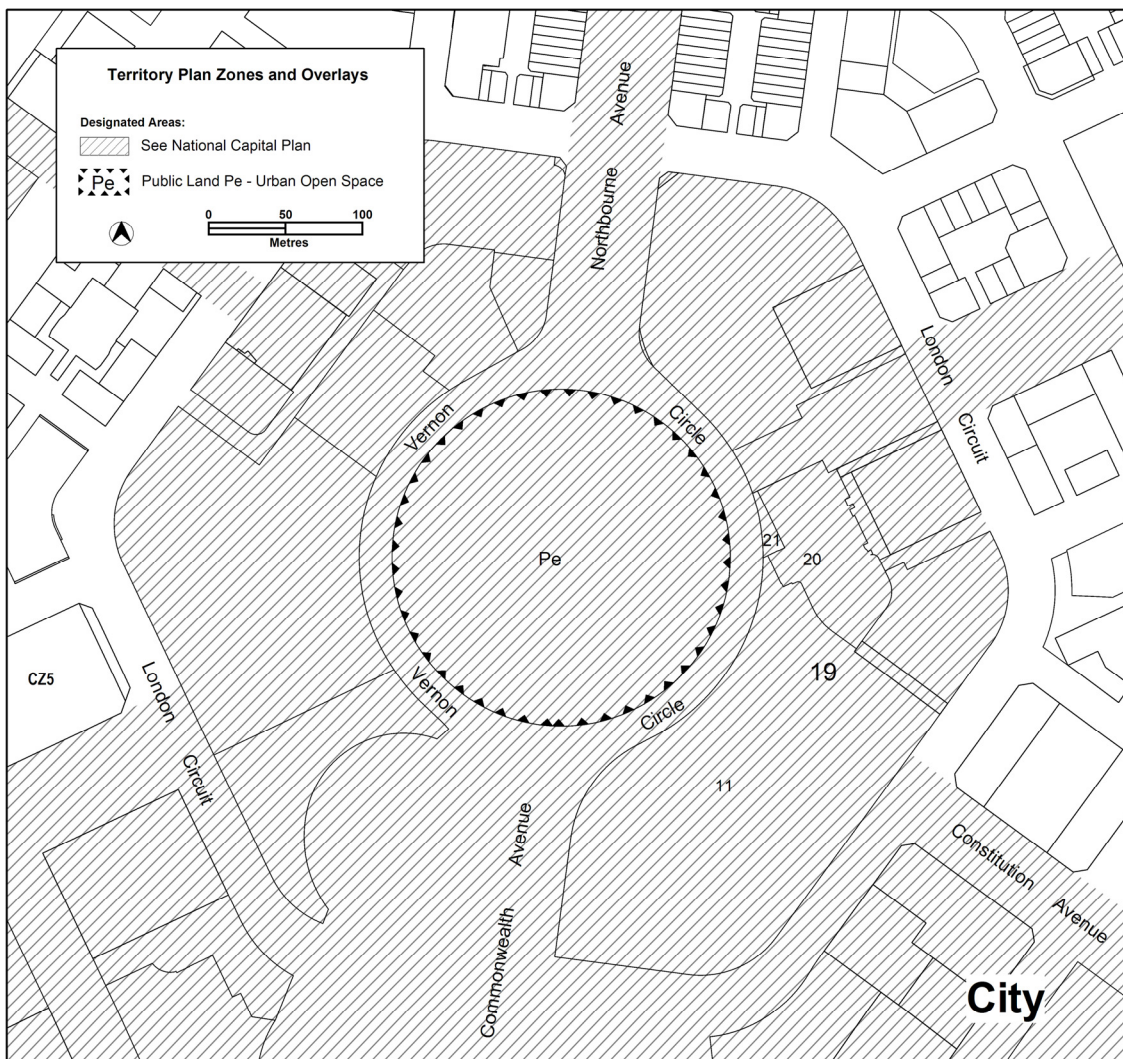 Territory Plan Zones and Overlays
Designated Areas:
See National Capital Plan
Pe
Public Land Pe - Urban Open Space
0 50 100
Metres
Northbourne Avenue
London Circuit
Vernon
Circle
Pe
21
20
19
CZ5
London Circuit
Vernon
Circle
11
Commonwealth Avenue
Constitution Avenue
City